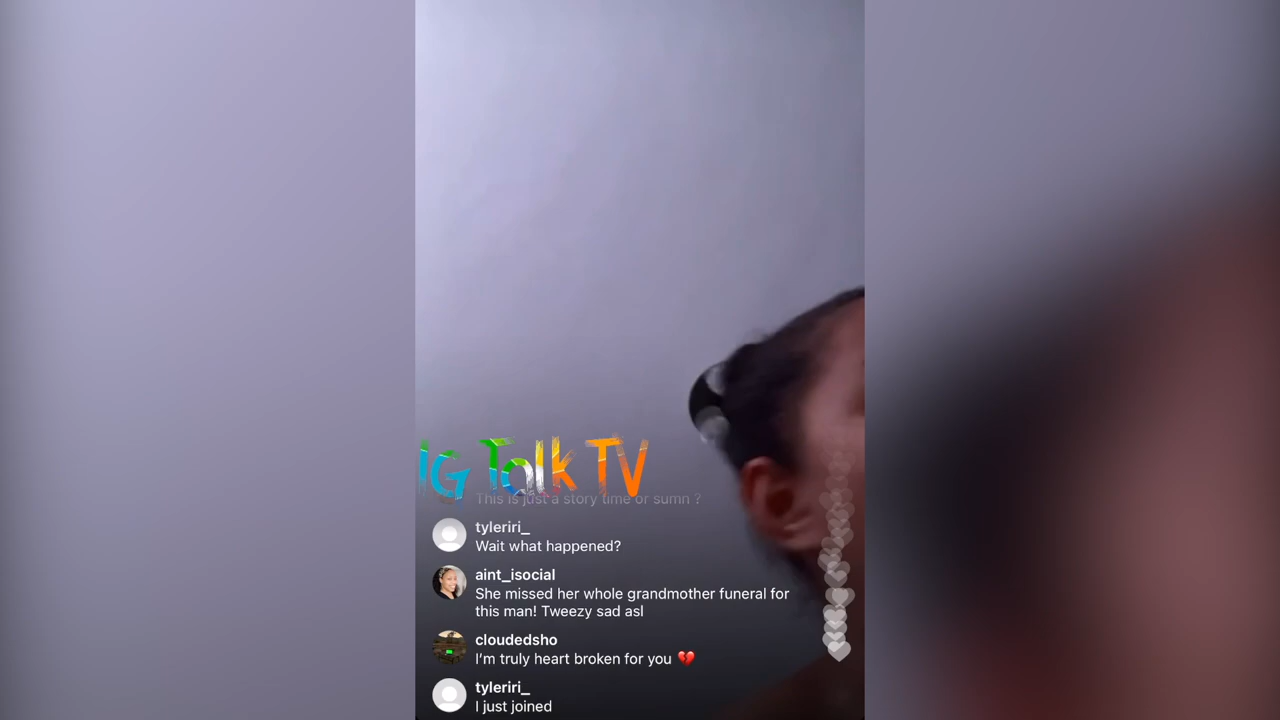 IG Talk TV
This is just a story time or sumn ?
tyleriri_
Wait what happened?
aint_isocial
She missed her whole grandmother funeral for
this man! Tweezy sad asl
cloudedsho
I’m truly heart broken for you 💔
tyleriri_
I just joined